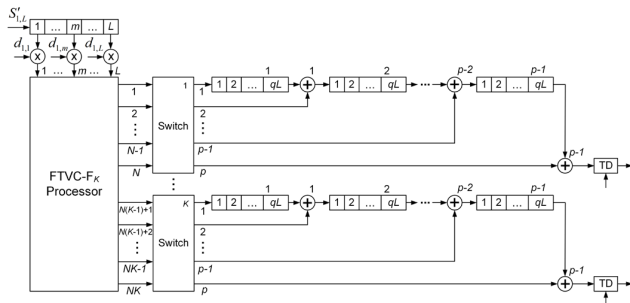 S′1,L
1 … m … L
d1,1 d1,m d1,L
x x x
1 … m … L
FTVC-FK
Processor
1
2
⋮
N-1
N
1
Switch
1
2
⋮
p-1
p
1
1 2 … qL
1
+
2
1 2 … qL
…
p-2
+
p-1
1 2 … qL
p-1
+
TD
⋮
N(K-1)+1
N(K-1)+2
⋮
NK-1
NK
K
Switch
1
2
⋮
p-1
p
1
1 2 … qL
1
+
2
1 2 … qL
…
p-2
+
p-1
1 2 … qL
p-1
+
TD